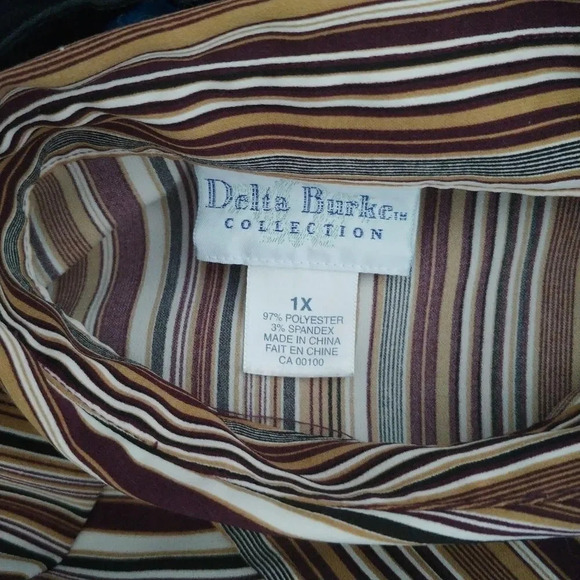 Delta Burke™
COLLECTION
1X
97% POLYESTER
3% SPANDEX
MADE IN CHINA
FAIT EN CHINE
CA 00100